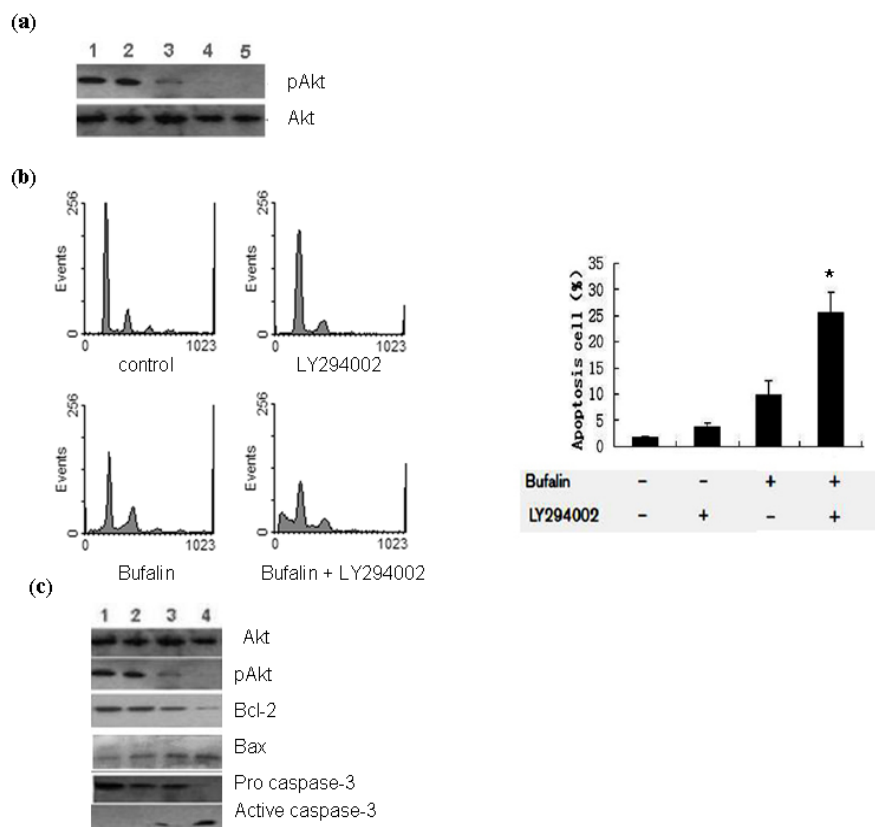 (a)
1 2 3 4 5
pAkt
Akt
(b)
256
Events
0
0 1023
control
256
Events
0
0 1023
LY294002
256
Events
0
0 1023
Bufalin
256
Events
0
0 1023
Bufalin + LY294002
Apoptosis cell (%)
35
30
25
20
15
10
5
0
*
Bufalin - - + +
LY294002 - + - +
(c)
1 2 3 4
Akt
pAkt
Bcl-2
Bax
Pro caspase-3
Active caspase-3